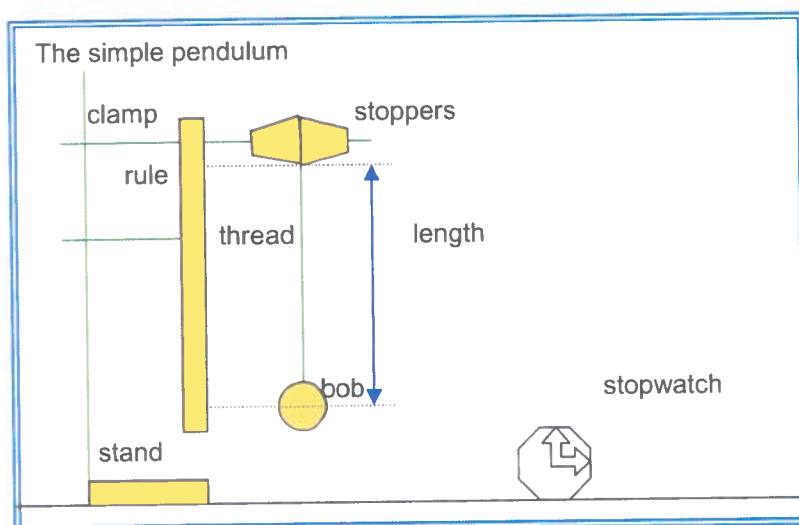 The simple pendulum
clamp
stoppers
rule
thread
length
bob
stopwatch
stand